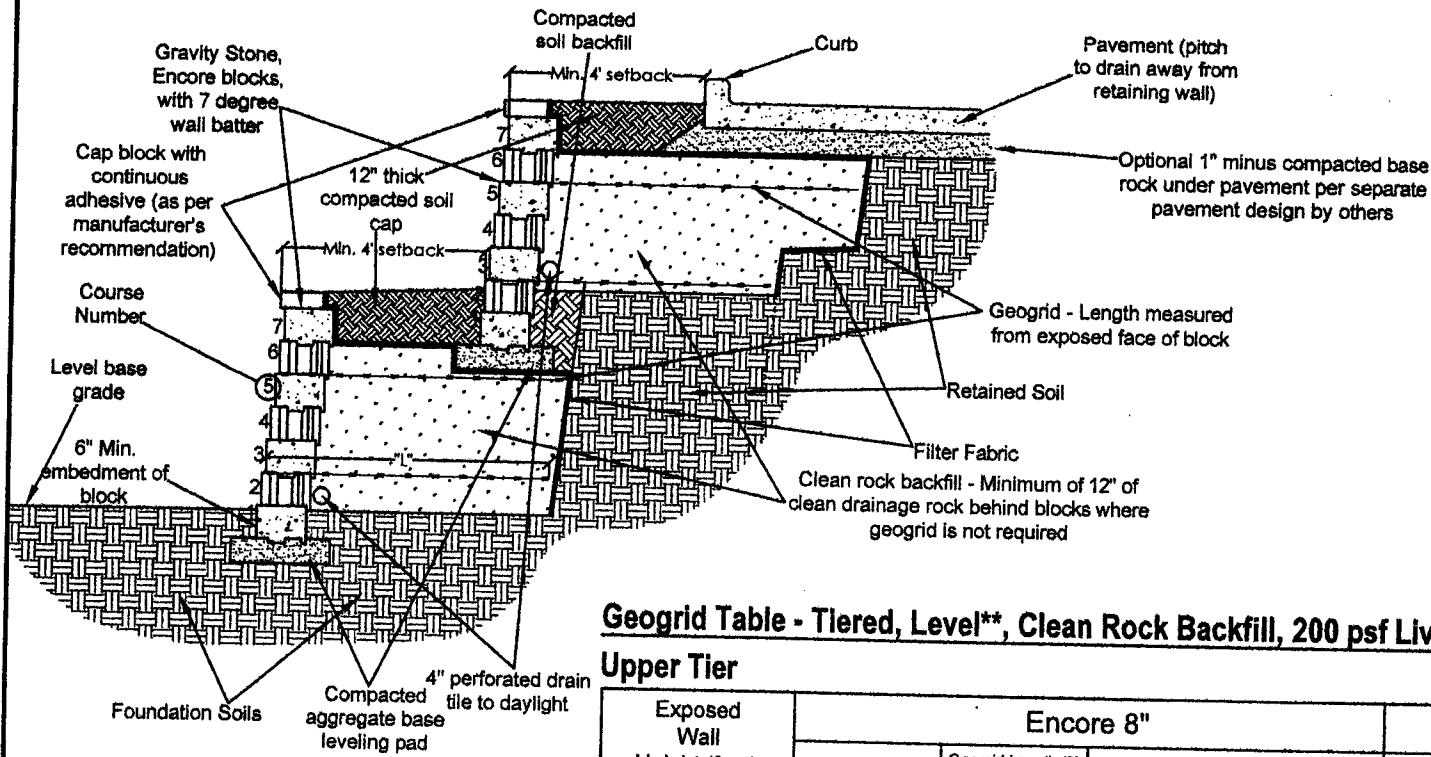 Compacted
soil backfill
Curb
Gravity Stone,
Encore blocks,
with 7 degree
wall batter
Min. 4' setback
Pavement (pitch
to drain away from
retaining wall)
Cap block with
continuous
adhesive (as per
manufacturer's
recommendation)
12" thick
compacted soil
cap
Optional 1" minus compacted base
rock under pavement per separate
pavement design by others
7
6
5
4
3
Min. 4' setback
Course
Number
Geogrid - Length measured
from exposed face of block
7
6
5
4
3
2
Level base
grade
Retained Soil
6" Min.
embedment of
block
"L"
Filter Fabric
Clean rock backfill - Minimum of 12" of
clean drainage rock behind blocks where
geogrid is not required
Foundation Soils
Compacted
aggregate base
leveling pad
4" perforated drain
tile to daylight
Geogrid Table - Tiered, Level**, Clean Rock Backfill, 200 psf Liv
Upper Tier
Exposed
Wall
Encore 8"